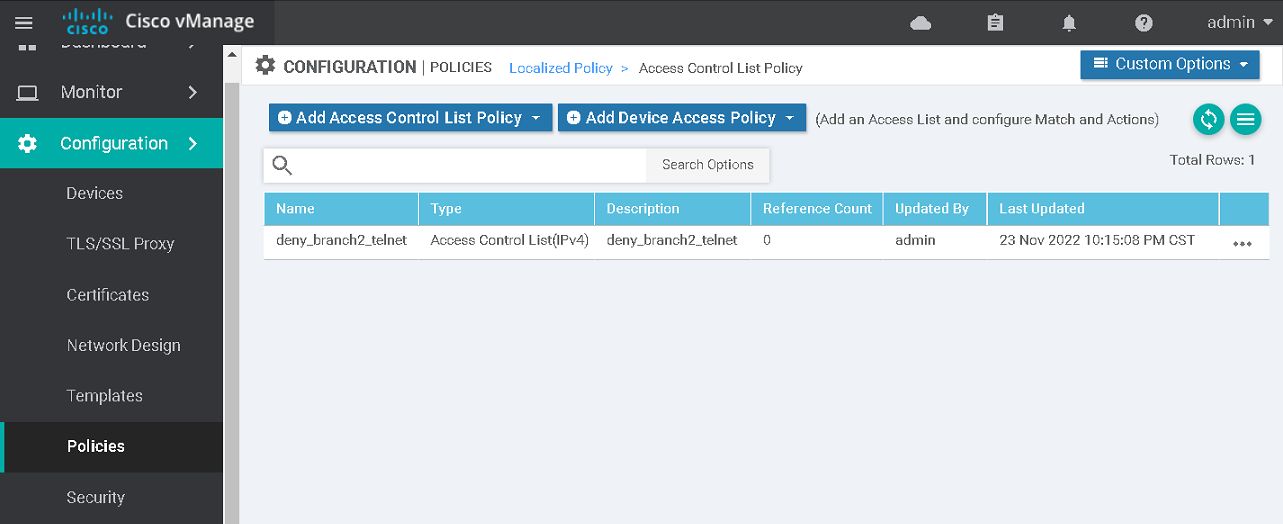 CISCO Cisco vManage
admin
Dashboard
Monitor
Configuration
Devices
TLS/SSL Proxy
Certificates
Network Design
Templates
Policies
Security
CONFIGURATION | POLICIES Localized Policy > Access Control List Policy
Custom Options
Add Access Control List Policy Add Device Access Policy (Add an Access List and configure Match and Actions)
Search Options
Total Rows: 1
Name Type Description Reference Count Updated By Last Updated
deny_branch2_telnet Access Control List(IPv4) deny_branch2_telnet 0 admin 23 Nov 2022 10:15:08 PM CST